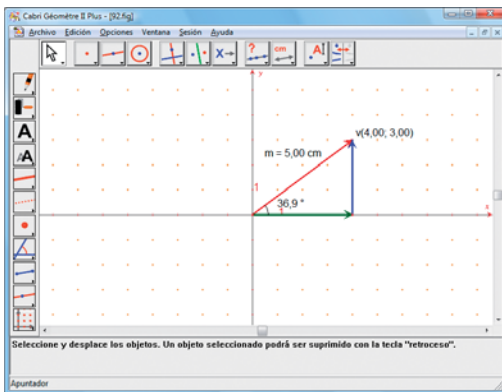 Cabri Géomètre II Plus - [92.fig]
Archivo Edición Opciones Ventana Sesión Ayuda
X→ ? cm A
A
AA
y
v(4,00; 3,00)
m = 5,00 cm
1
36,9 °
1
x
Seleccione y desplace los objetos. Un objeto seleccionado podrá ser suprimido con la tecla "retroceso".
Apuntador